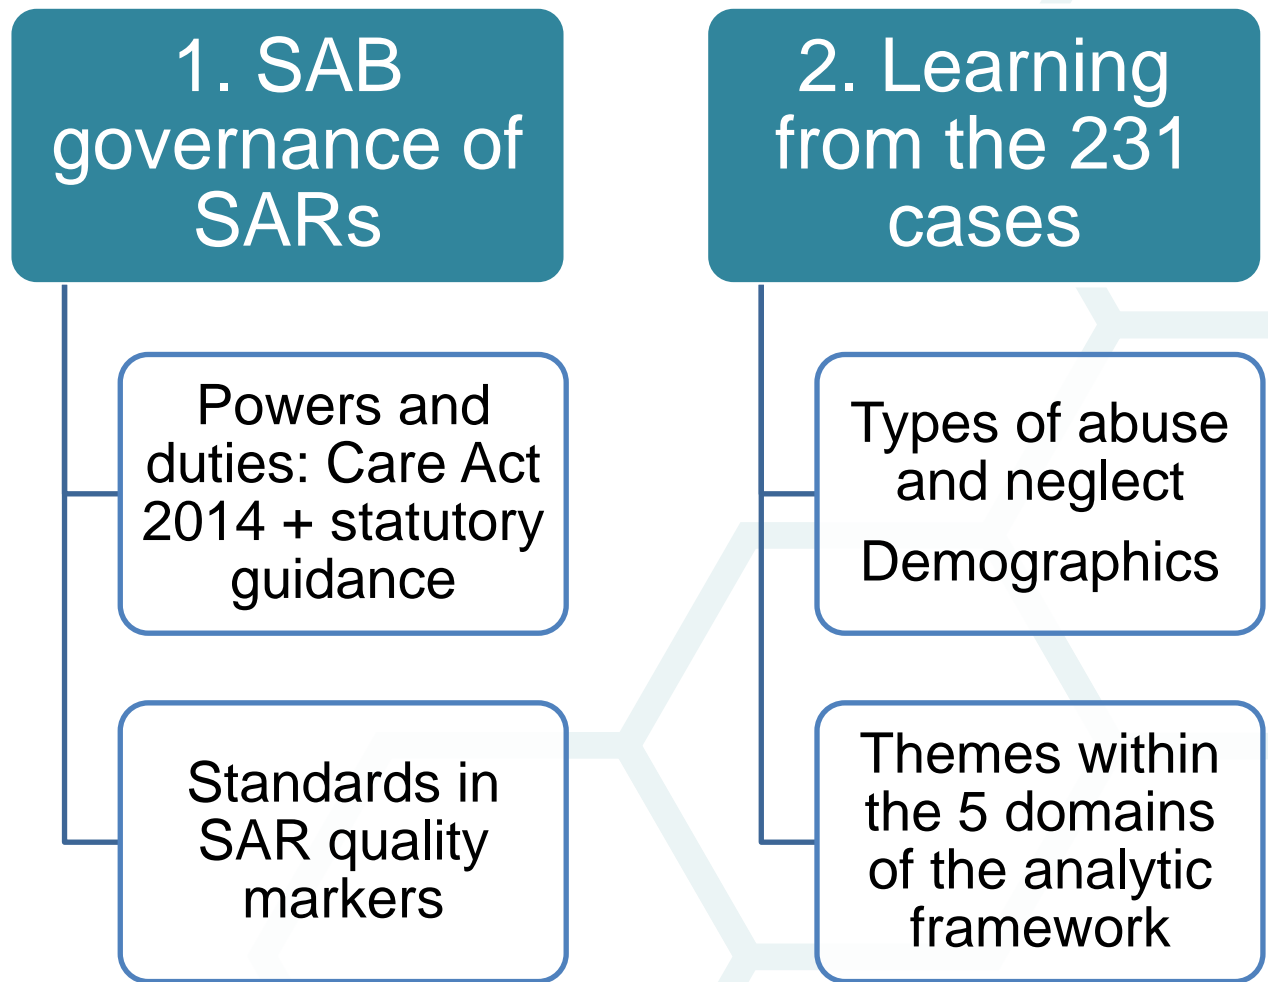 1. SAB
governance of
SARs
Powers and
duties: Care Act
2014 + statutory
guidance
Standards in
SAR quality
markers
2. Learning
from the 231
cases
Types of abuse
and neglect
Demographics
Themes within
the 5 domains
of the analytic
framework